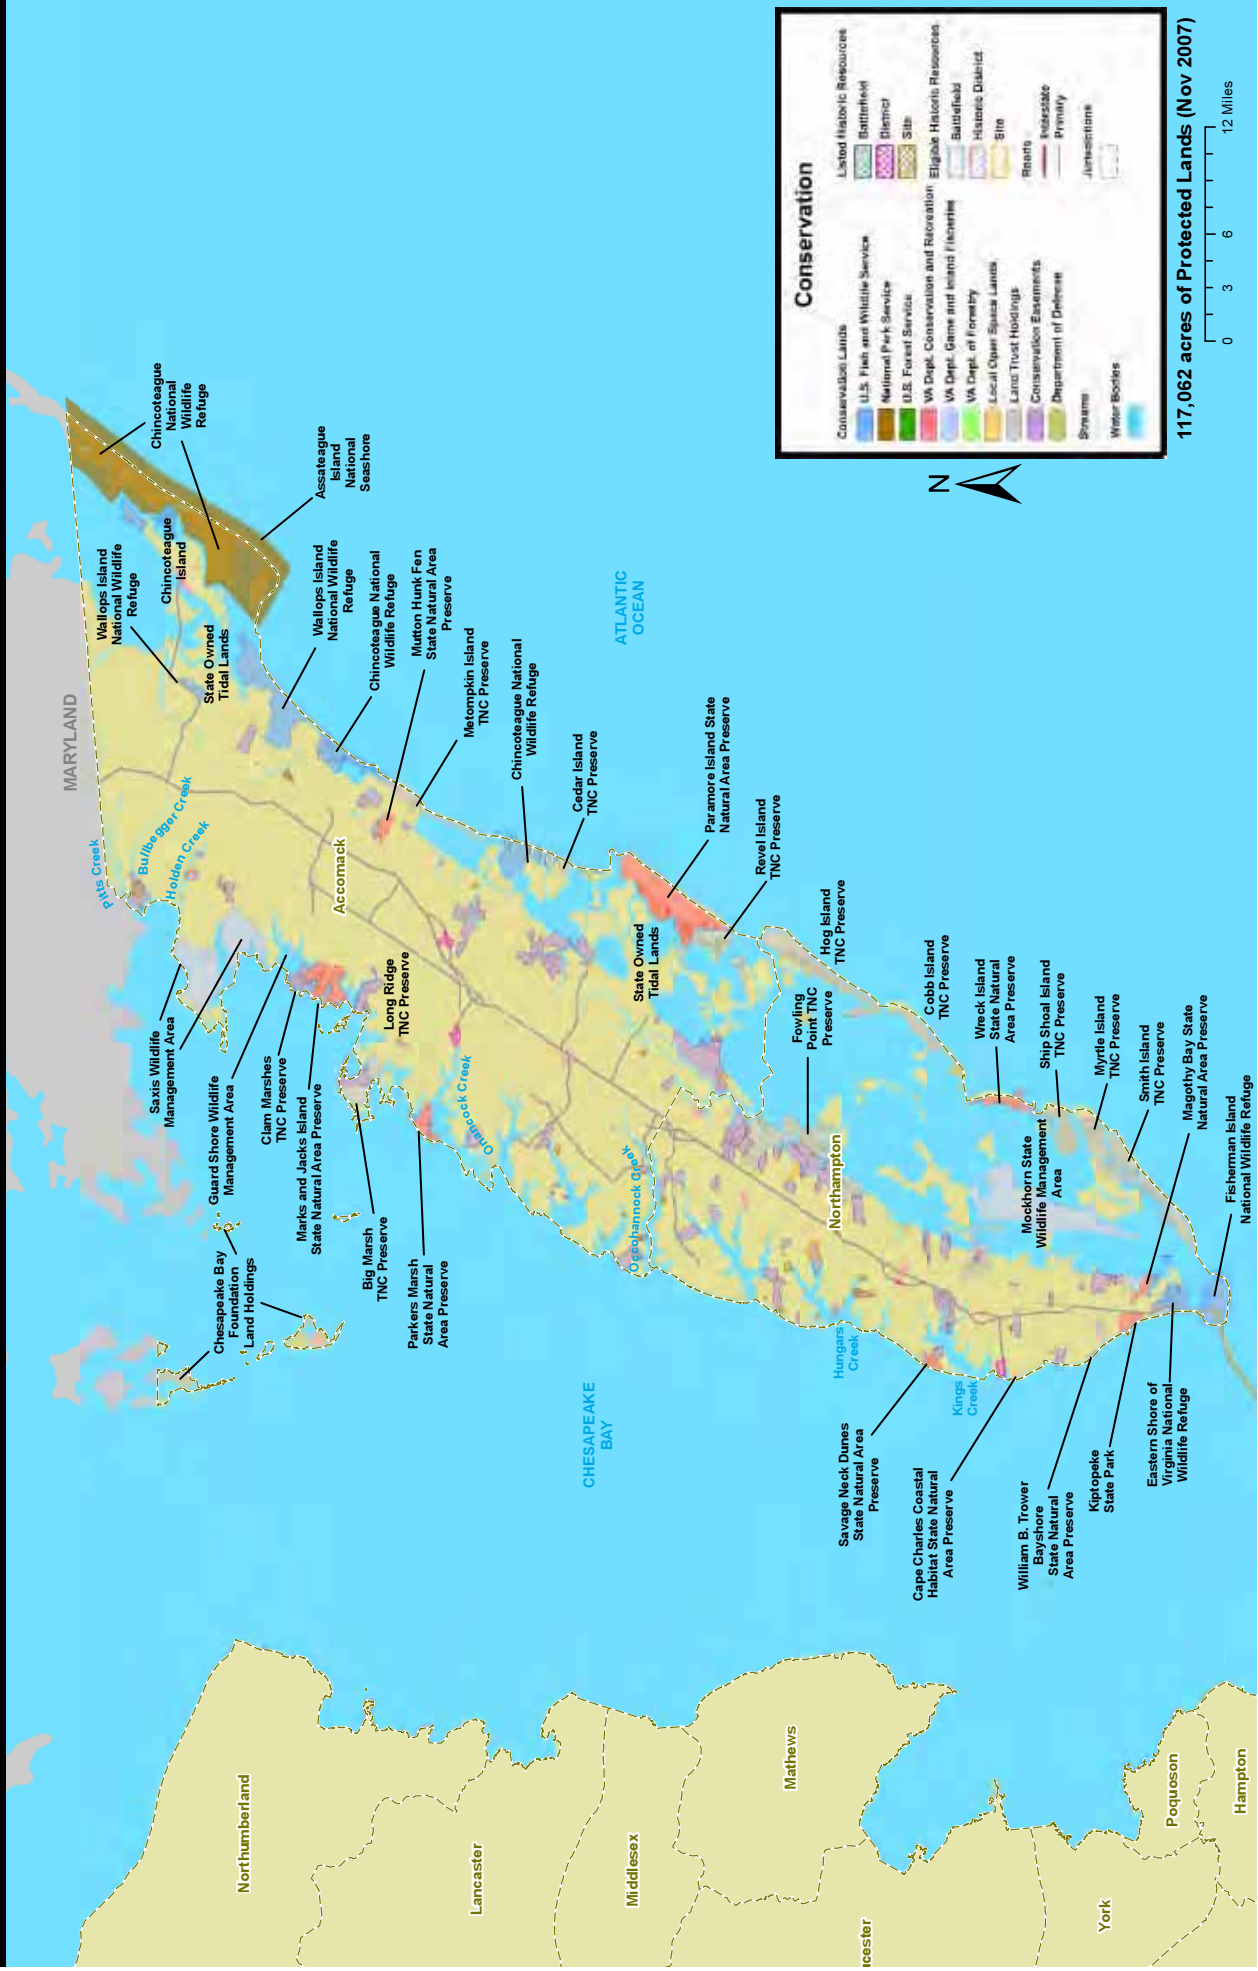 MARYLAND
Pitts Creek
Bullbegger Creek
Holden Creek
Wallops Island
National Wildlife
Refuge
Chincoteague
Island
State Owned
Tidal Lands
Chincoteague
National
Wildlife
Refuge
Assateague
Island
National
Seashore
Wallops Island
National Wildlife
Refuge
Chincoteague National
Wildlife Refuge
Mutton Hunk Fen
State Natural Area
Preserve
Metompkin Island
TNC Preserve
Chincoteague National
Wildlife Refuge
Cedar Island
TNC Preserve
Paramore Island State
Natural Area Preserve
Revel Island
TNC Preserve
Hog Island
TNC Preserve
Cobb Island
TNC Preserve
Wreck Island
State Natural
Area Preserve
Ship Shoal Island
TNC Preserve
Myrtle Island
TNC Preserve
Smith Island
TNC Preserve
Magothy Bay State
Natural Area Preserve
Fisherman Island
National Wildlife Refuge
ATLANTIC
OCEAN
Accomack
Long Ridge
TNC Preserve
State Owned
Tidal Lands
Fowling
Point TNC
Preserve
Northampton
Mockhorn State
Wildlife Management
Area
Saxis Wildlife
Management Area
Guard Shore Wildlife
Management Area
Clam Marshes
TNC Preserve
Marks and Jacks Island
State Natural Area Preserve
Chesapeake Bay
Foundation
Land Holdings
Big Marsh
TNC Preserve
Parkers Marsh
State Natural
Area Preserve
Onancock Creek
Occohannock Creek
Hungars
Creek
Kings
Creek
CHESAPEAKE
BAY
Savage Neck Dunes
State Natural Area
Preserve
Cape Charles Coastal
Habitat State Natural
Area Preserve
William B. Trower
Bayshore
State Natural
Area Preserve
Kiptopeke
State Park
Eastern Shore of
Virginia National
Wildlife Refuge
Northumberland
Lancaster
Middlesex
Mathews
cester
York
Poquoson
Hampton
N
Conservation
Conservation Lands
U.S. Fish and Wildlife Service
National Park Service
U.S. Forest Service
VA Dept. Conservation and Recreation
VA Dept. Game and Inland Fisheries
VA Dept. of Forestry
Local Open Space Lands
Land Trust Holdings
Conservation Easements
Department of Defense
Streams
Water Bodies
Listed Historic Resources
Battlefield
District
Site
Eligible Historic Resources
Battlefield
Historic District
Site
Roads
Interstate
Primary
Jurisdictions
117,062 acres of Protected Lands (Nov 2007)
0 3 6 12 Miles